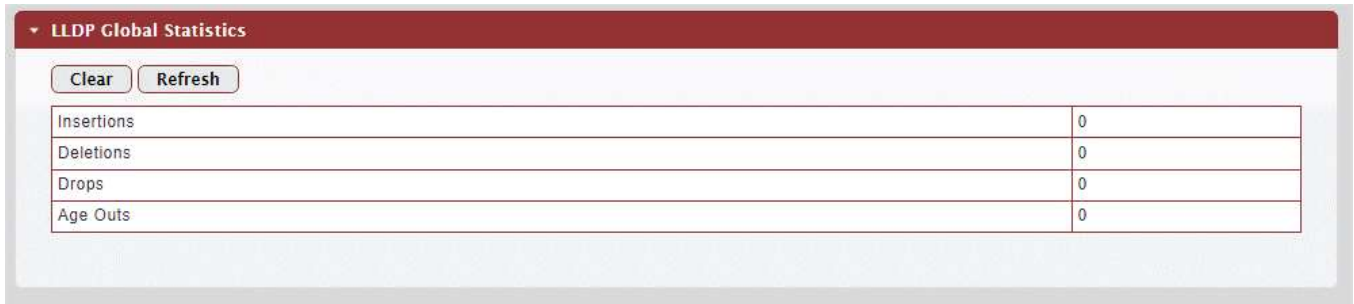 LLDP Global Statistics
Clear Refresh
Insertions 0
Deletions 0
Drops 0
Age Outs 0